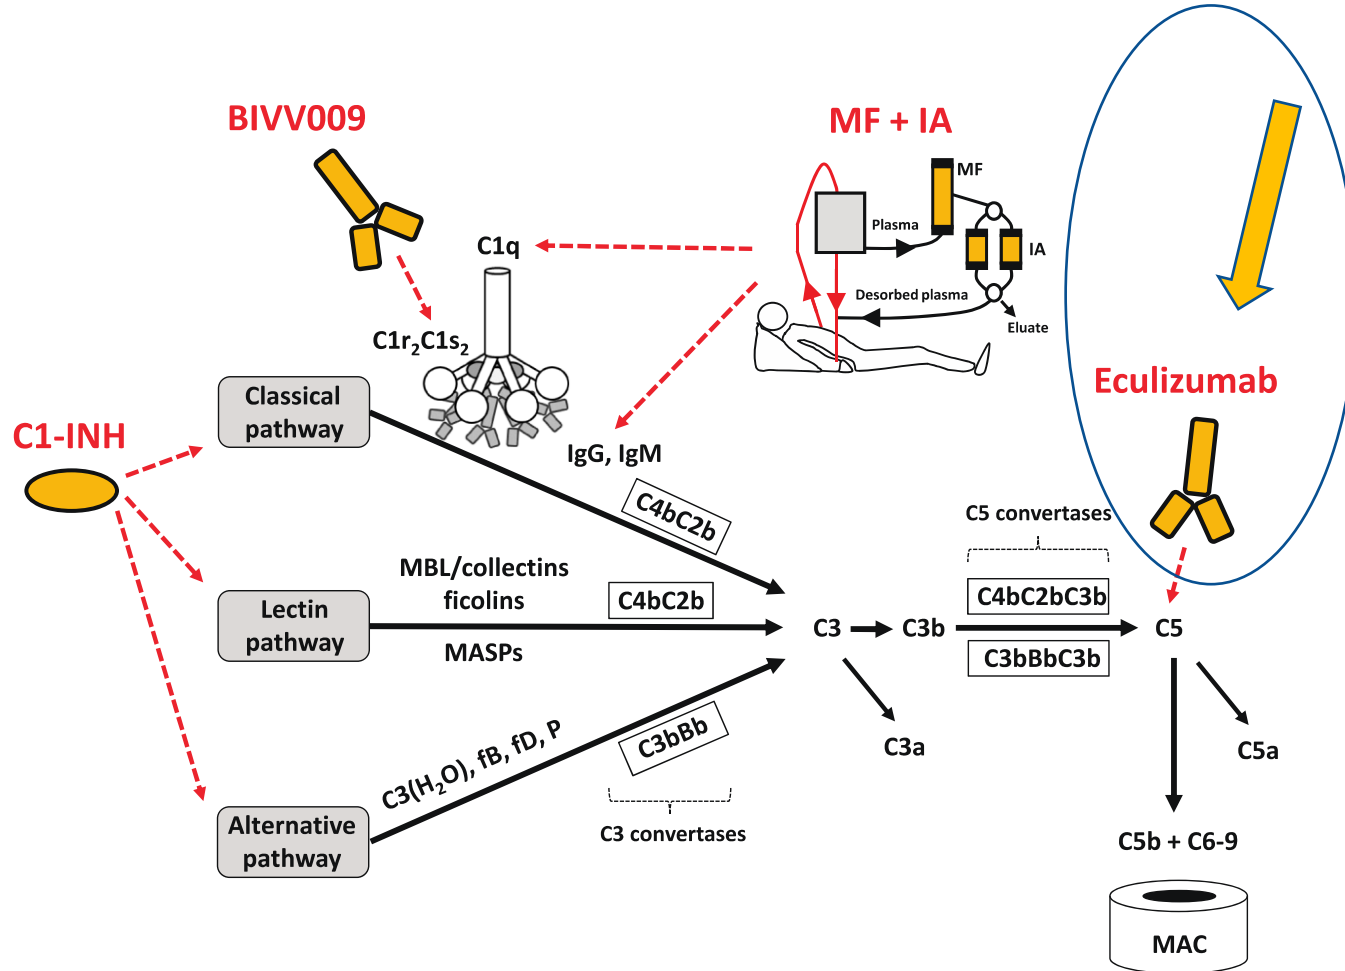 BIVV009
MF + IA
MF
Plasma
IA
C1q
Desorbed plasma
Eluate
C1r₂C1s₂
Eculizumab
Classical
pathway
C1-INH
IgG, IgM
C4bC2b
C5 convertases
MBL/collectins
ficolins
C4bC2b
C4bC2bC3b
Lectin
pathway
MASPs
C3
C3b
C3bBbC3b
C5
C3(H₂O), fB, fD, P
C3bBb
C3a
C5a
Alternative
pathway
C3 convertases
C5b + C6-9
MAC